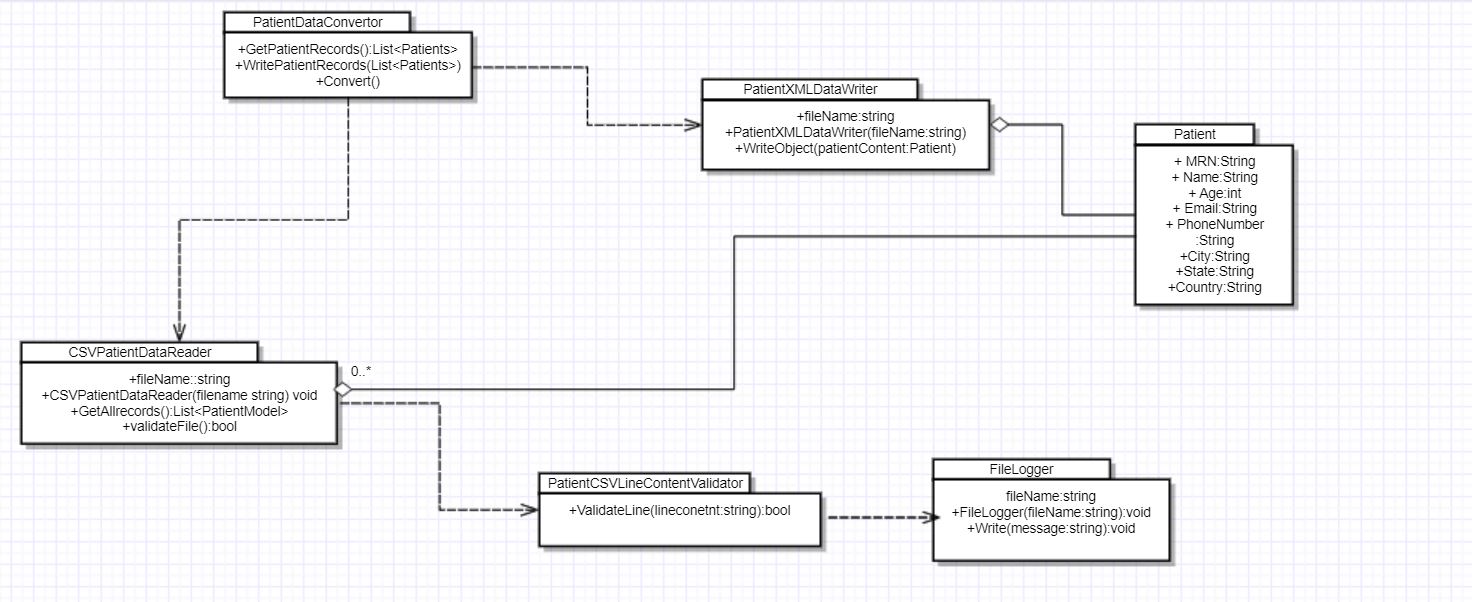 PatientDataConvertor
+GetPatientRecords():List<Patients>
+WritePatientRecords(List<Patients>)
+Convert()
PatientXMLDataWriter
+fileName:string
+PatientXMLDataWriter(fileName:string)
+WriteObject(patientContent:Patient)
Patient
+ MRN:String
+ Name:String
+ Age:int
+ Email:String
+ PhoneNumber
:String
+City:String
+State:String
+Country:String
CSVPatientDataReader
+fileName::string
+CSVPatientDataReader(filename string) void
+GetAllrecords():List<PatientModel>
+validateFile():bool
0..*
PatientCSVLineContentValidator
+ValidateLine(lineconetnt:string):bool
FileLogger
fileName:string
+FileLogger(fileName:string):void
+Write(message:string):void